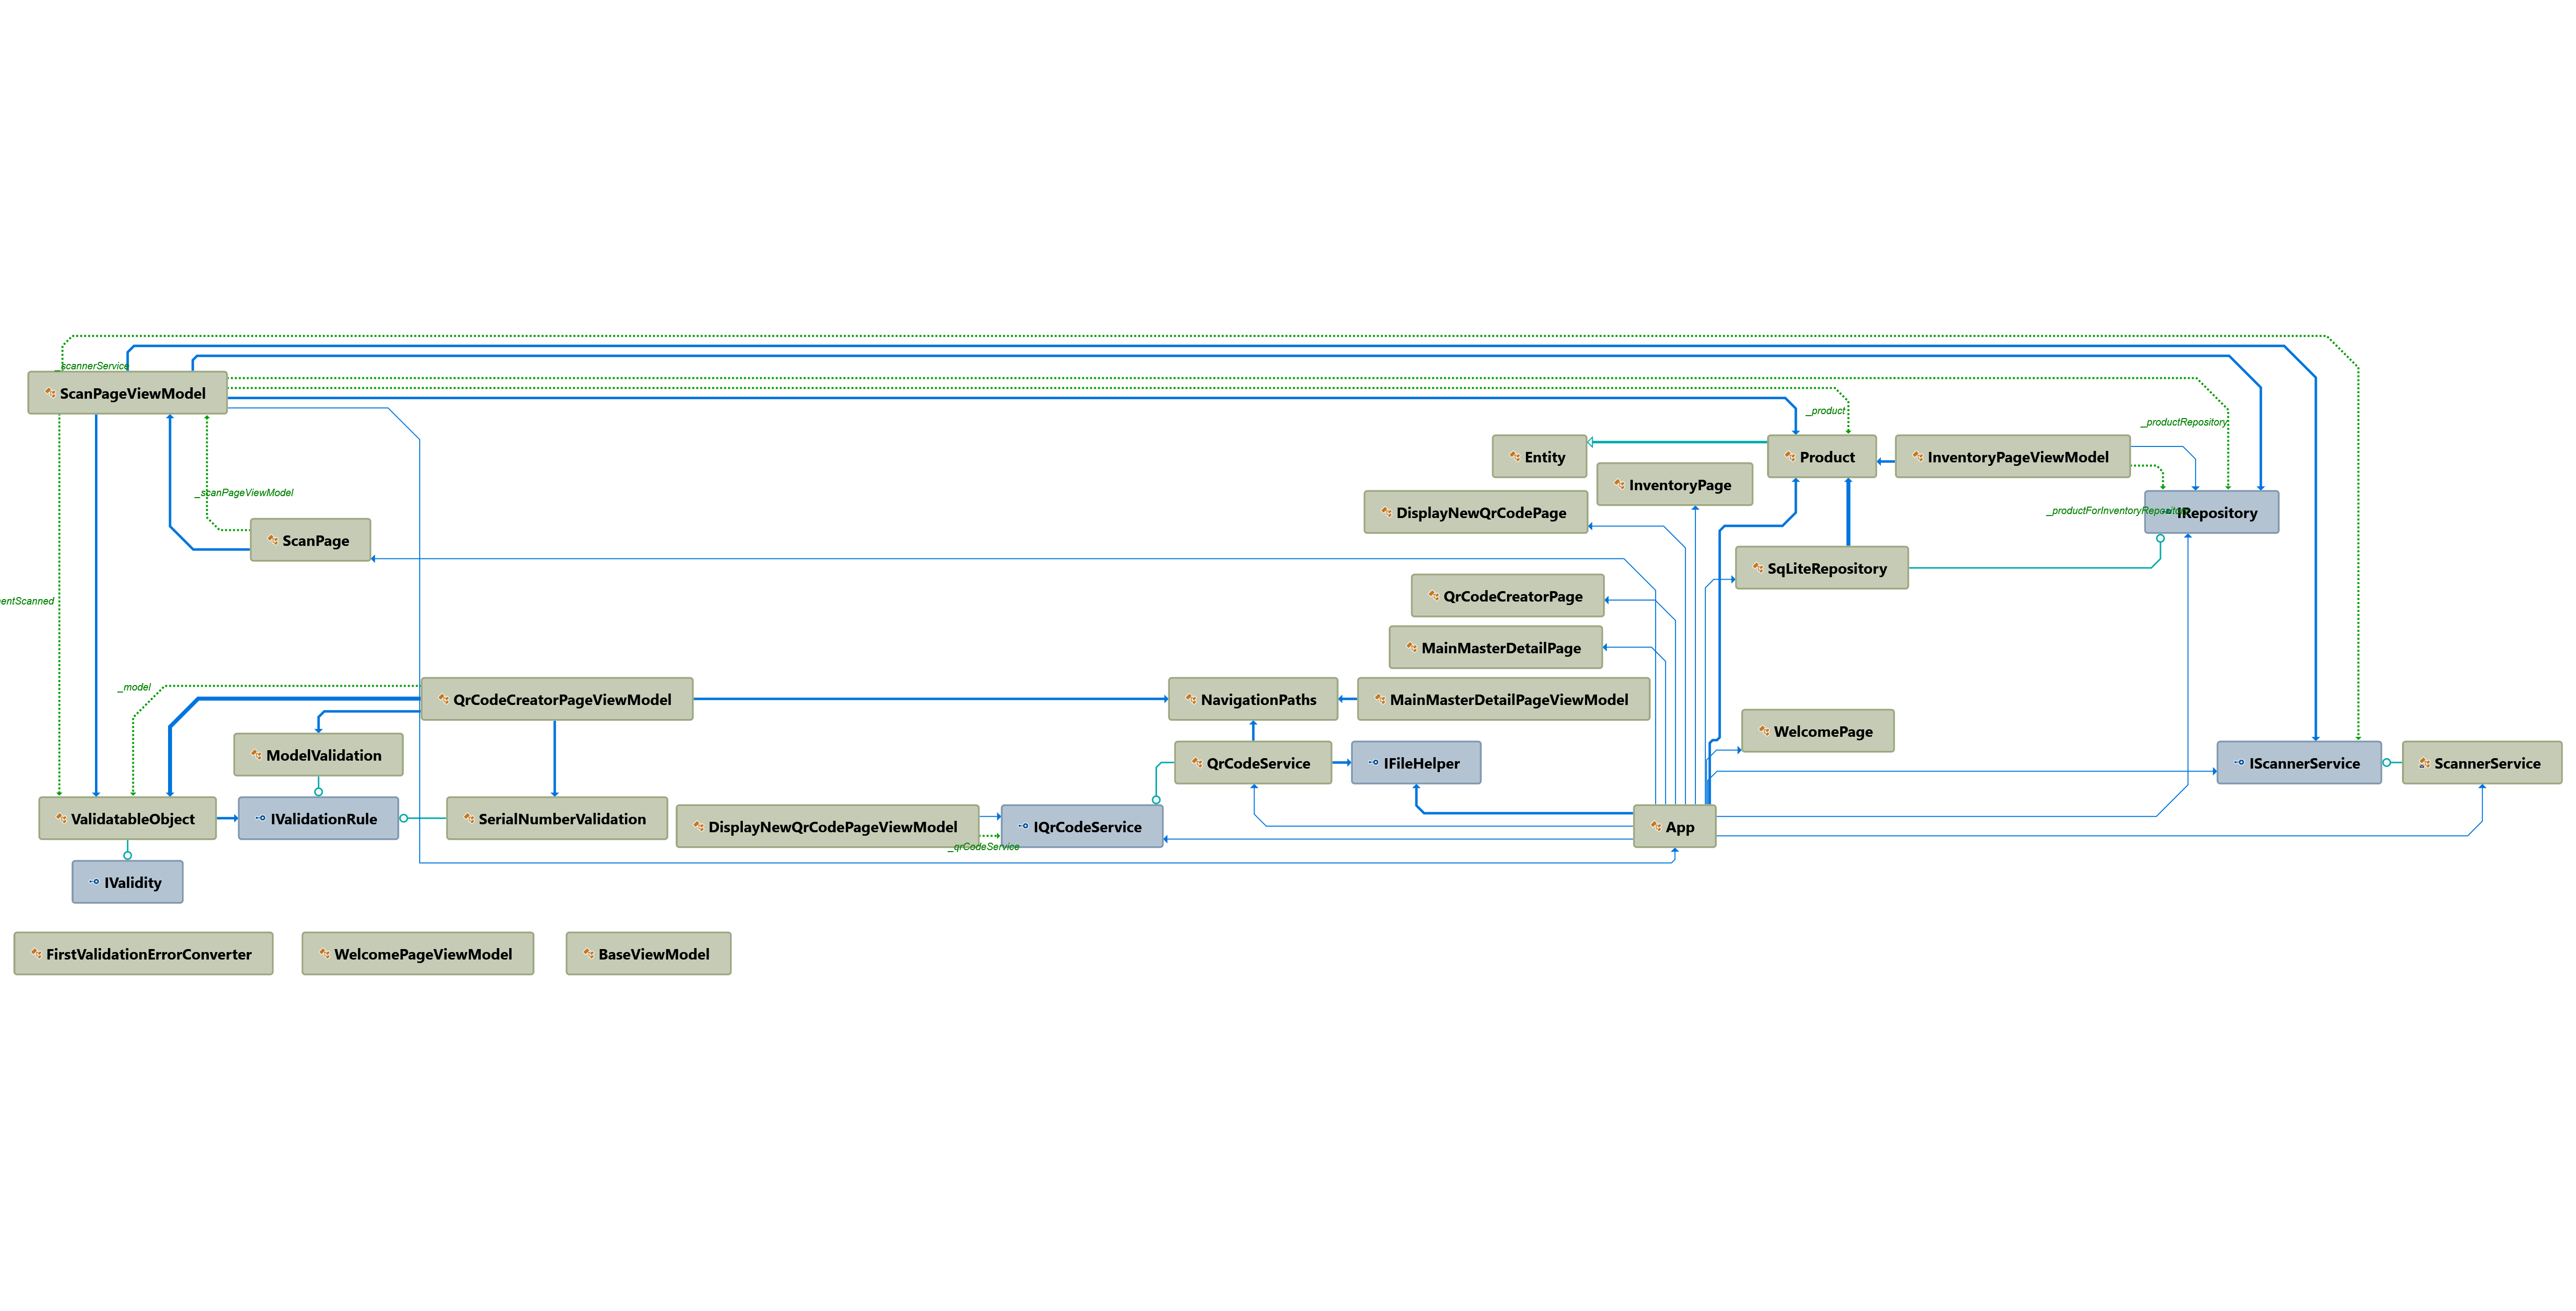 _scannerService
ScanPageViewModel
_product
_productRepository
Entity
Product
InventoryPageViewModel
InventoryPage
_scanPageViewModel
DisplayNewQrCodePage
IRepository
ScanPage
SqLiteRepository
QrCodeCreatorPage
entScanned
MainMasterDetailPage
_model
QrCodeCreatorPageViewModel
NavigationPaths
MainMasterDetailPageViewModel
WelcomePage
ModelValidation
QrCodeService
IFileHelper
IScannerService
ScannerService
ValidatableObject
IValidationRule
SerialNumberValidation
DisplayNewQrCodePageViewModel
IQrCodeService
App
_qrCodeService
IValidity
FirstValidationErrorConverter
WelcomePageViewModel
BaseViewModel